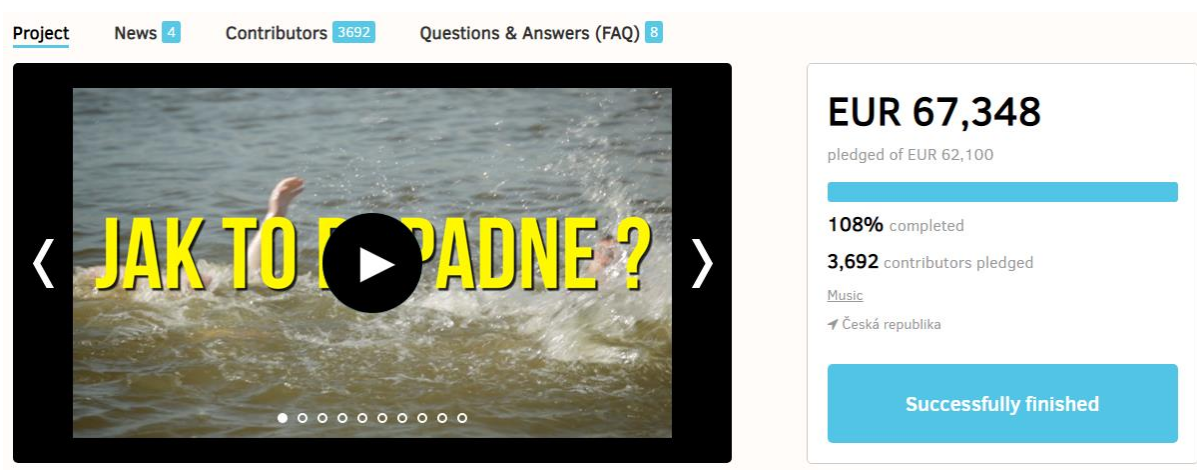 Project News 4 Contributors 3692 Questions & Answers (FAQ) 8
JAK TO ?
EUR 67,348
pledged of EUR 62,100
108% completed
3,692 contributors pledged
Music
Česká republika
Successfully finished